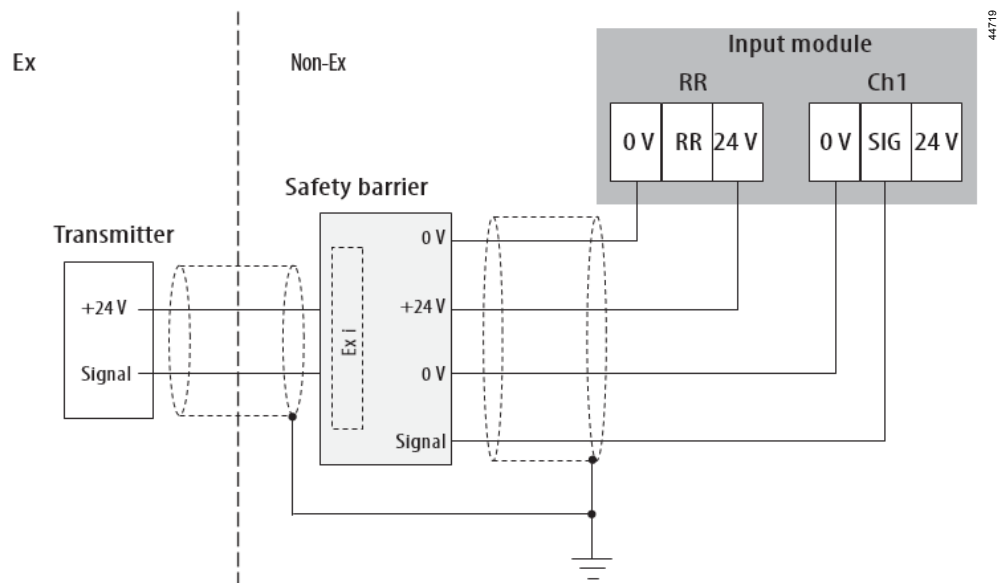 44719
Input module
Ex
Non-Ex
RR
Ch1
0 V
RR
24 V
0 V
SIG
24 V
Safety barrier
Transmitter
0 V
+24 V
+24 V
Ex i
Signal
0 V
Signal